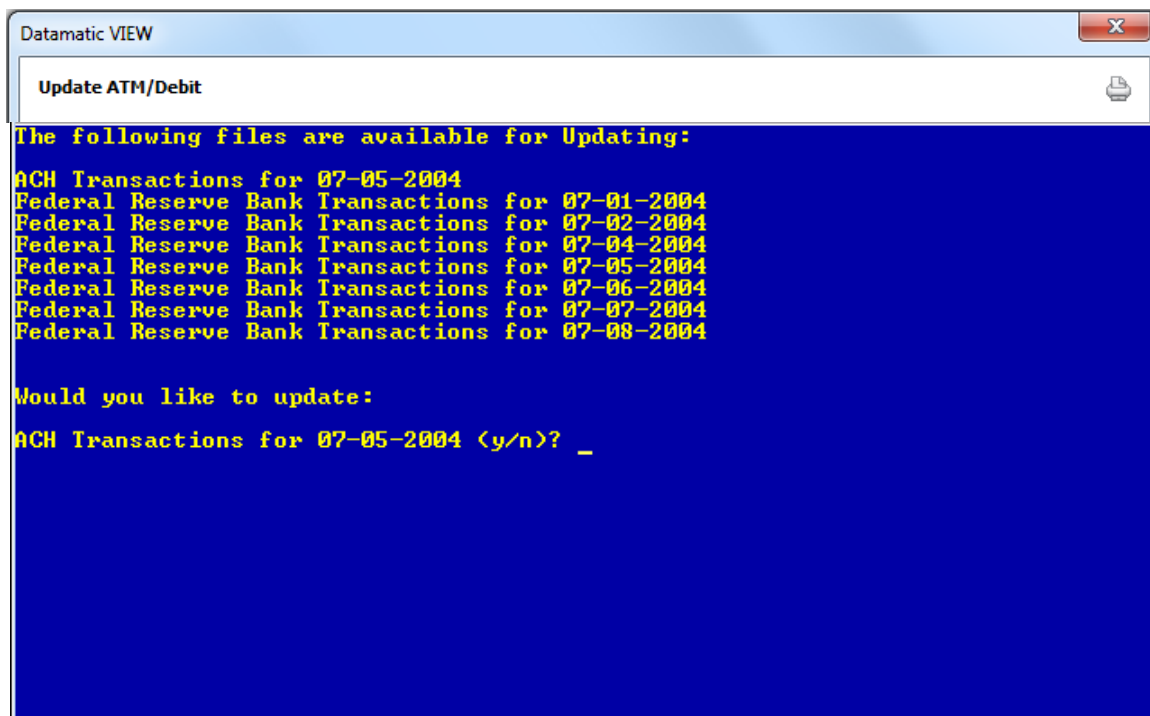 Datamatic VIEW
Update ATM/Debit
The following files are available for Updating:
ACH Transactions for 07-05-2004
Federal Reserve Bank Transactions for 07-01-2004
Federal Reserve Bank Transactions for 07-02-2004
Federal Reserve Bank Transactions for 07-04-2004
Federal Reserve Bank Transactions for 07-05-2004
Federal Reserve Bank Transactions for 07-06-2004
Federal Reserve Bank Transactions for 07-07-2004
Federal Reserve Bank Transactions for 07-08-2004
Would you like to update:
ACH Transactions for 07-05-2004 (y/n)? _